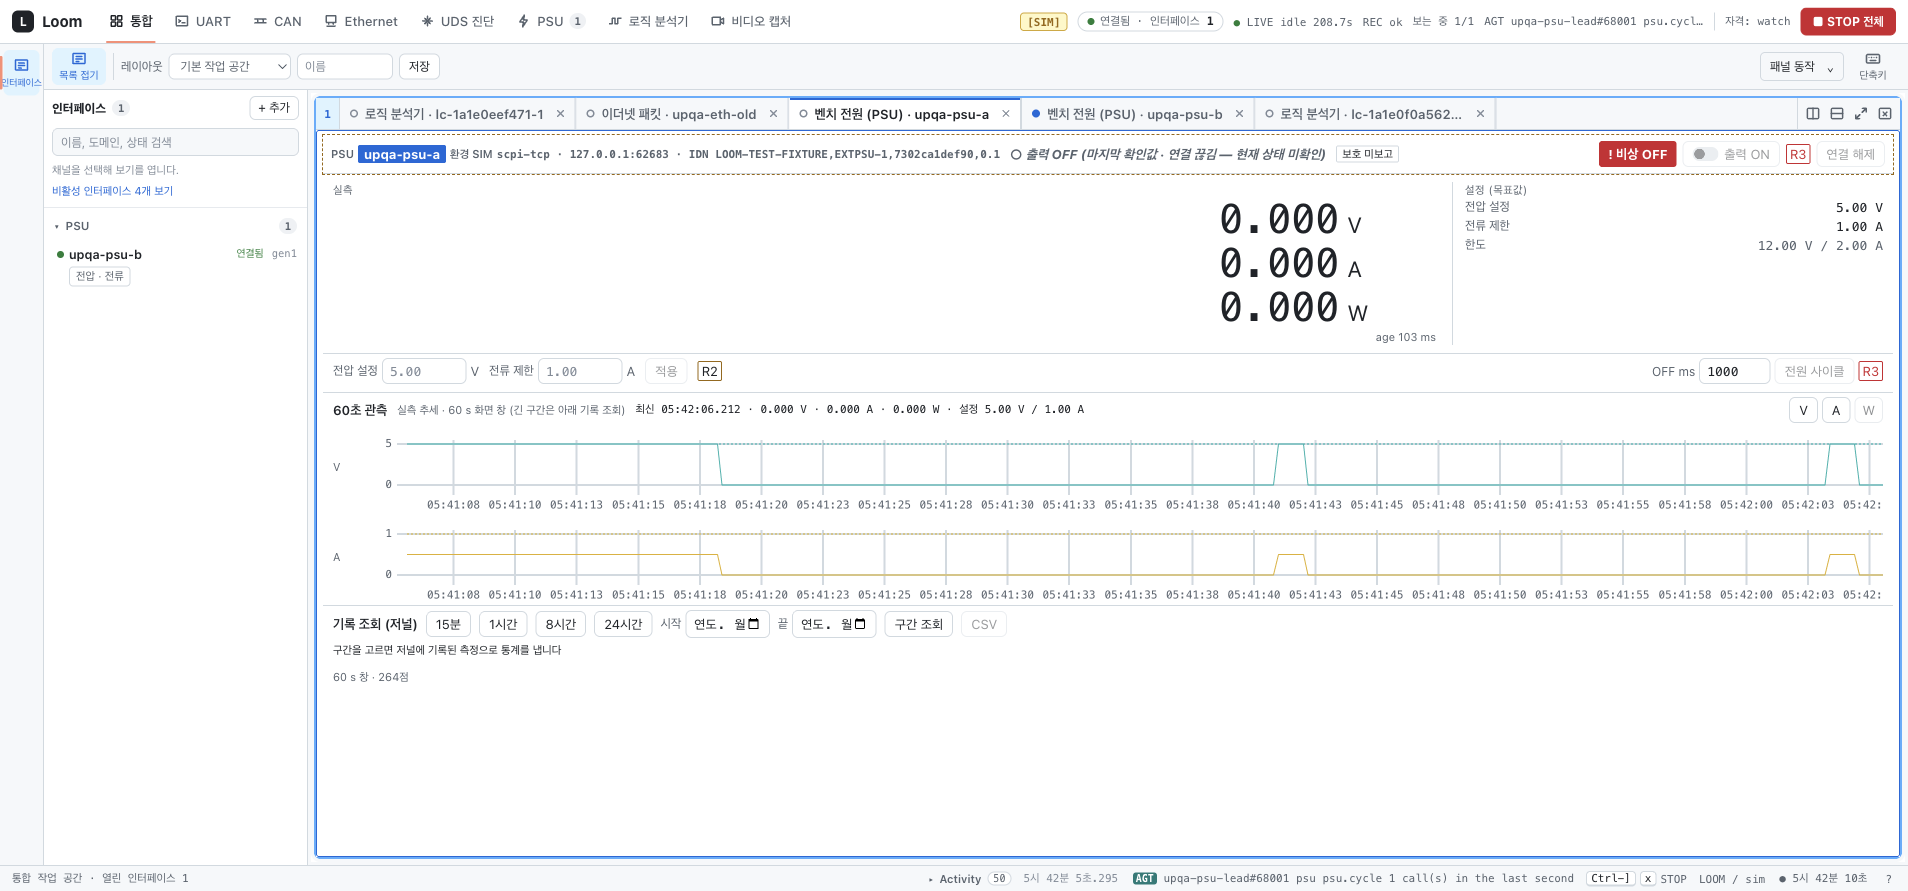 L Loom 통합 UART CAN Ethernet UDS 진단 PSU 1 로직 분석기 비디오 캡처 [SIM] 연결됨 · 인터페이스 1 LIVE idle 208.7s REC ok 보는 중 1/1 AGT upqa-psu-lead#68001 psu.cycl… 자격: watch STOP 전체
인터페이스 목록 접기 레이아웃 기본 작업 공간 이름 저장 패널 동작 단축키
인터페이스 1 + 추가
이름, 도메인, 상태 검색
채널을 선택해 보기를 엽니다.
비활성 인터페이스 4개 보기
PSU 1
upqa-psu-b 연결됨 gen1
전압 · 전류
1 로직 분석기 · lc-1a1e0eef471-1 × 이더넷 패킷 · upqa-eth-old × 벤치 전원 (PSU) · upqa-psu-a × 벤치 전원 (PSU) · upqa-psu-b × 로직 분석기 · lc-1a1e0f0a562... ×
PSU upqa-psu-a 환경 SIM scpi-tcp · 127.0.0.1:62683 · IDN LOOM-TEST-FIXTURE,EXTPSU-1,7302ca1def90,0.1 출력 OFF (마지막 확인값 · 연결 끊김 — 현재 상태 미확인) 보호 미보고 ! 비상 OFF 출력 ON R3 연결 해제
실측
0.000 V
0.000 A
0.000 W
age 103 ms
설정 (목표값)
전압 설정 5.00 V
전류 제한 1.00 A
한도 12.00 V / 2.00 A
전압 설정 5.00 V 전류 제한 1.00 A 적용 R2 OFF ms 1000 전원 사이클 R3
60초 관측 실측 추세 · 60 s 화면 창 (긴 구간은 아래 기록 조회) 최신 05:42:06.212 · 0.000 V · 0.000 A · 0.000 W · 설정 5.00 V / 1.00 A V A W
5
V
0
05:41:08 05:41:10 05:41:13 05:41:15 05:41:18 05:41:20 05:41:23 05:41:25 05:41:28 05:41:30 05:41:33 05:41:35 05:41:38 05:41:40 05:41:43 05:41:45 05:41:48 05:41:50 05:41:53 05:41:55 05:41:58 05:42:00 05:42:03 05:42:
1
A
0
05:41:08 05:41:10 05:41:13 05:41:15 05:41:18 05:41:20 05:41:23 05:41:25 05:41:28 05:41:30 05:41:33 05:41:35 05:41:38 05:41:40 05:41:43 05:41:45 05:41:48 05:41:50 05:41:53 05:41:55 05:41:58 05:42:00 05:42:03 05:42:
기록 조회 (저널) 15분 1시간 8시간 24시간 시작 연도. 월 끝 연도. 월 구간 조회 CSV
구간을 고르면 저널에 기록된 측정으로 통계를 냅니다
60 s 창 · 264점
통합 작업 공간 · 열린 인터페이스 1 Activity 50 5시 42분 5초.295 AGT upqa-psu-lead#68001 psu psu.cycle 1 call(s) in the last second Ctrl-] x STOP LOOM / sim 5시 42분 10초 ?